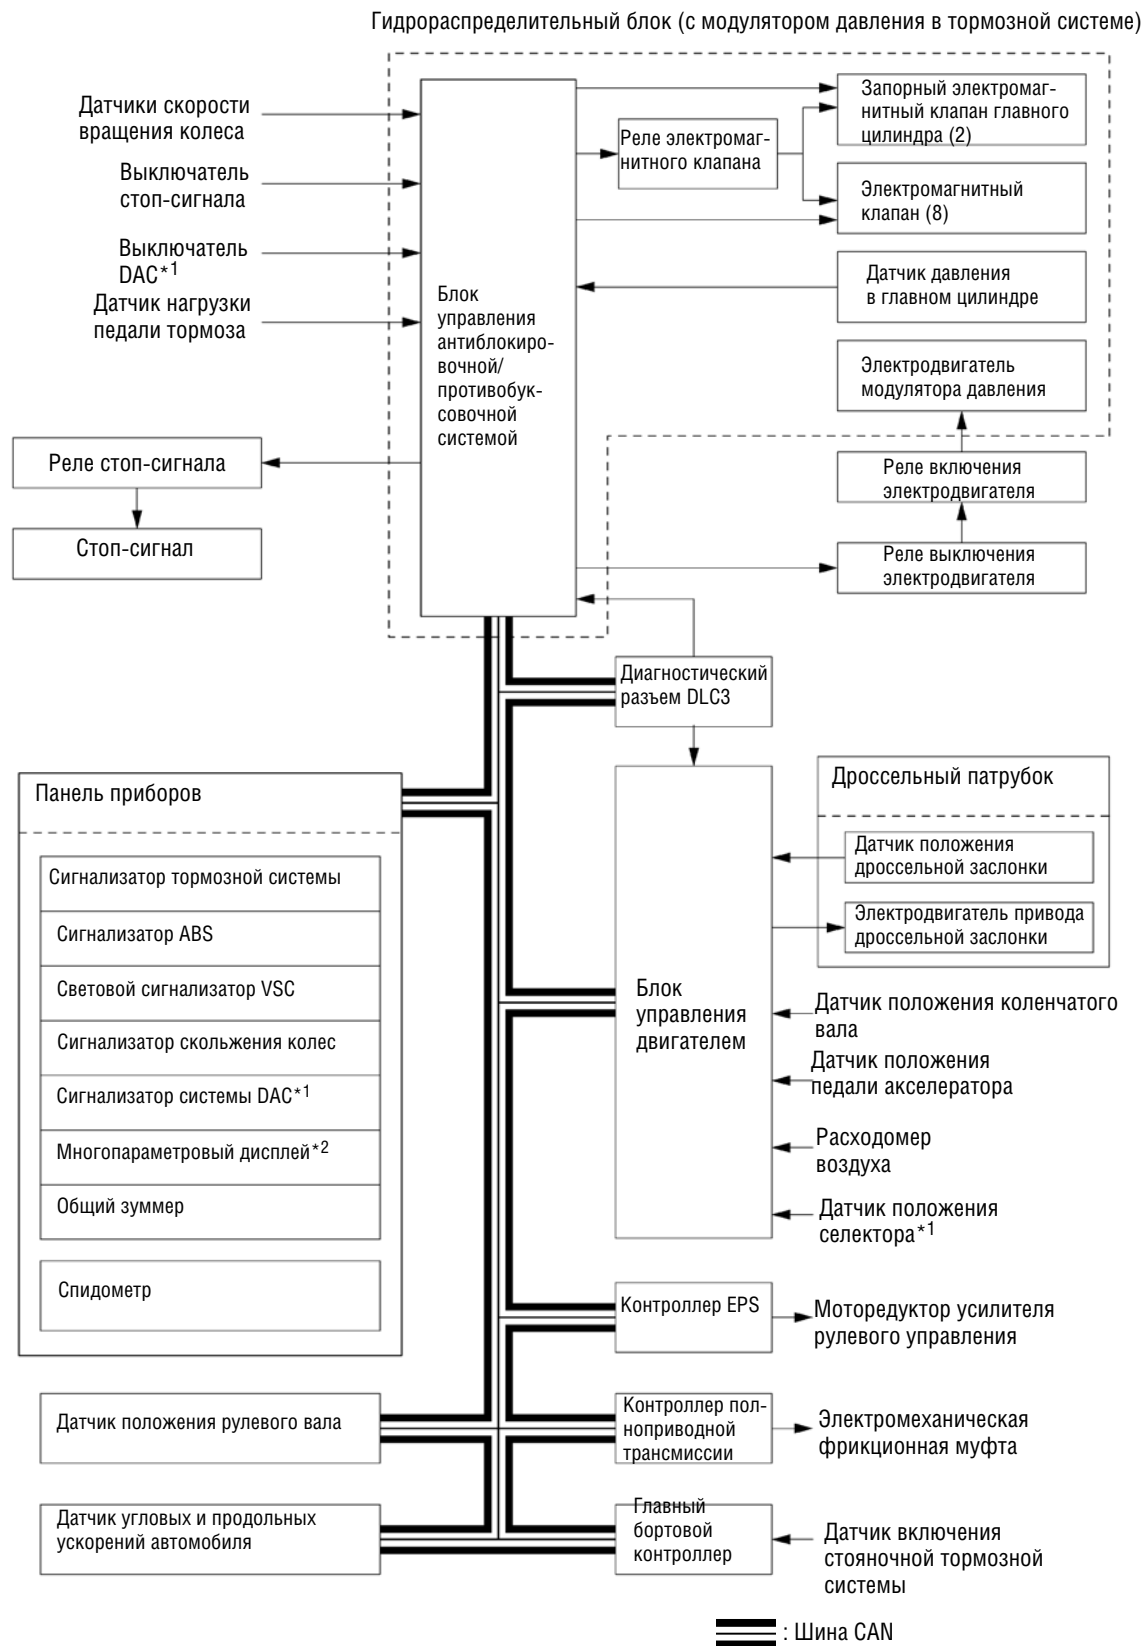 Гидрораспределительный блок (с модулятором давления в тормозной системе)
Датчики скорости
вращения колеса
Выключатель
стоп-сигнала
Выключатель
DAC*1
Датчик нагрузки
педали тормоза
Блок
управления
антиблокиро-
вочной/
противобук-
совочной
системой
Реле электромаг-
нитного клапана
Запорный электромаг-
нитный клапан главного
цилиндра (2)
Электромагнитный
клапан (8)
Датчик давления
в главном цилиндре
Электродвигатель
модулятора давления
Реле включения
электродвигателя
Реле выключения
электродвигателя
Реле стоп-сигнала
Стоп-сигнал
Диагностический
разъем DLC3
Панель приборов
Сигнализатор тормозной системы
Сигнализатор ABS
Световой сигнализатор VSC
Сигнализатор скольжения колес
Сигнализатор системы DAC*1
Многопараметровый дисплей*2
Общий зуммер
Спидометр
Дроссельный патрубок
Датчик положения
дроссельной заслонки
Электродвигатель привода
дроссельной заслонки
Блок
управления
двигателем
Датчик положения коленчатого
вала
Датчик положения
педали акселератора
Расходомер
воздуха
Датчик положения
селектора*1
Контроллер EPS
Моторедуктор усилителя
рулевого управления
Датчик положения рулевого вала
Контроллер пол-
ноприводной
трансмиссии
Электромеханическая
фрикционная муфта
Датчик угловых и продольных
ускорений автомобиля
Главный
бортовой
контроллер
Датчик включения
стояночной тормозной
системы
: Шина CAN